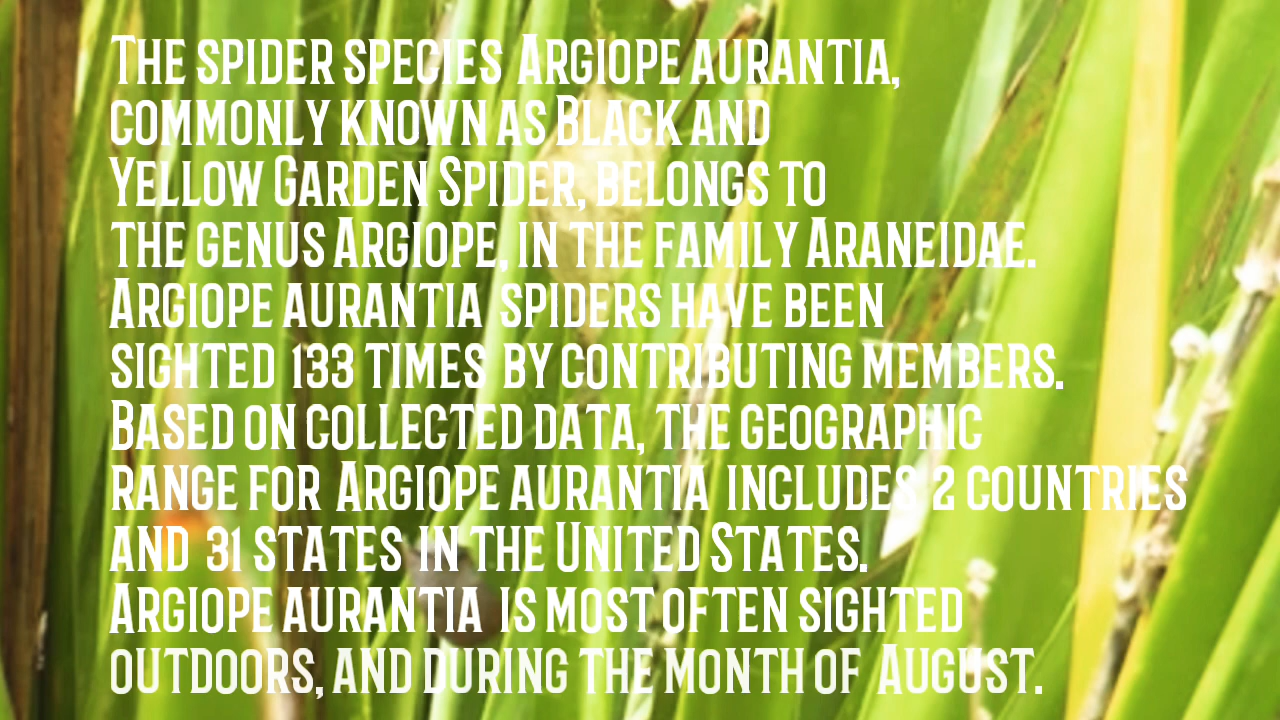 The spider species Argiope aurantia,
commonly known as Black and
Yellow Garden Spider, belongs to
the genus Argiope, in the family Araneidae.
Argiope aurantia spiders have been
sighted 133 times by contributing members.
Based on collected data, the geographic
range for Argiope aurantia includes 2 countries
and 31 states in the United States.
Argiope aurantia is most often sighted
outdoors, and during the month of August.